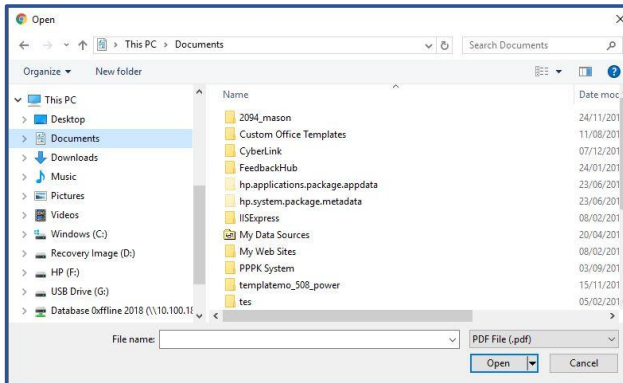 Open
This PC > Documents
Search Documents
Organize
New folder
This PC
Desktop
Documents
Downloads
Music
Pictures
Videos
Windows (C:)
Recovery Image (D:)
HP (F:)
USB Drive (G:)
Database 0xffline 2018 (\\10.100.18
Name
Date moc
2094_mason
24/11/201
Custom Office Templates
11/08/201
CyberLink
07/12/201
FeedbackHub
24/01/201
hp.applications.package.appdata
23/06/201
hp.system.package.metadata
23/06/201
IISExpress
08/02/201
My Data Sources
20/04/201
My Web Sites
08/02/201
PPPK System
03/09/201
templatemo_508_power
15/11/201
tes
05/02/201
File name:
PDF File (.pdf)
Open
Cancel